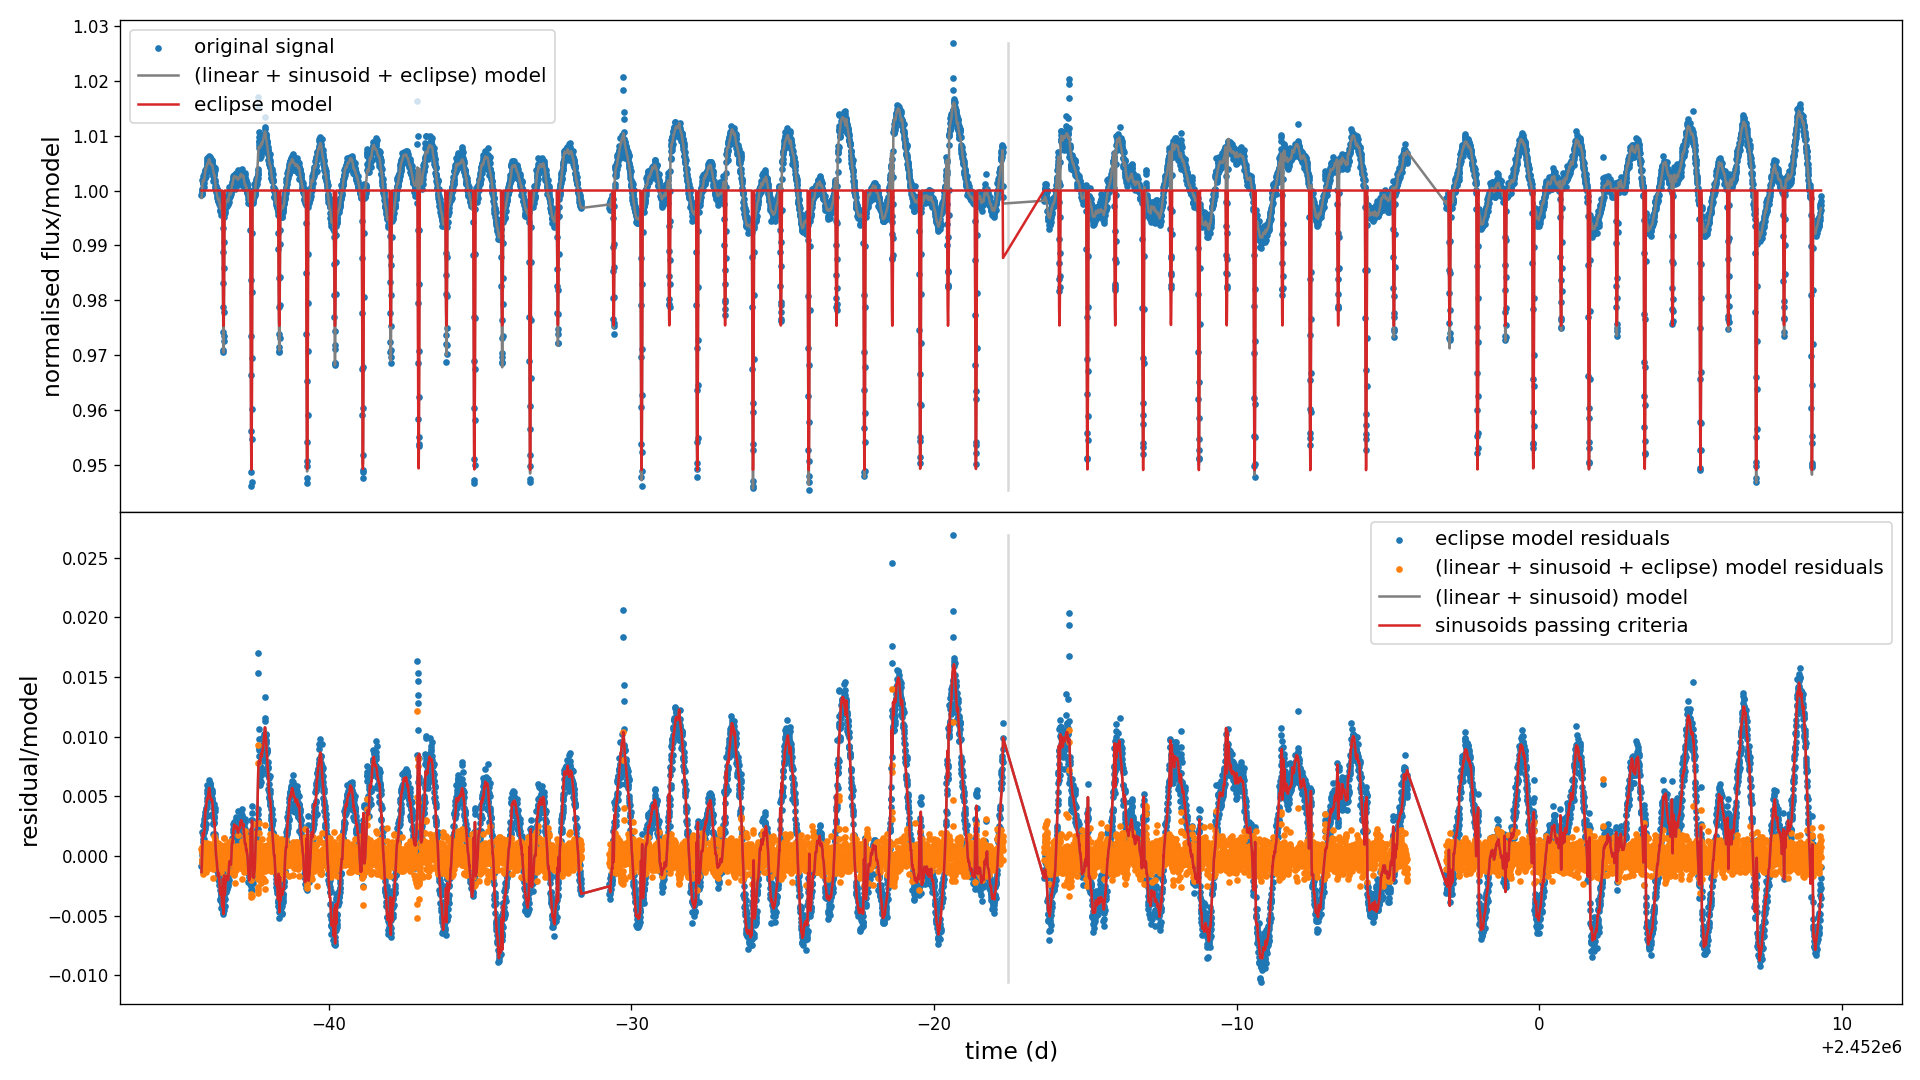 1.03
1.02
1.01
1.00
0.99
0.98
0.97
0.96
0.95
normalised flux/model
original signal
(linear + sinusoid + eclipse) model
eclipse model
0.025
0.020
0.015
0.010
0.005
0.000
−0.005
−0.010
residual/model
eclipse model residuals
(linear + sinusoid + eclipse) model residuals
(linear + sinusoid) model
sinusoids passing criteria
−40
−30
−20
−10
0
10
time (d)
+2.452e6